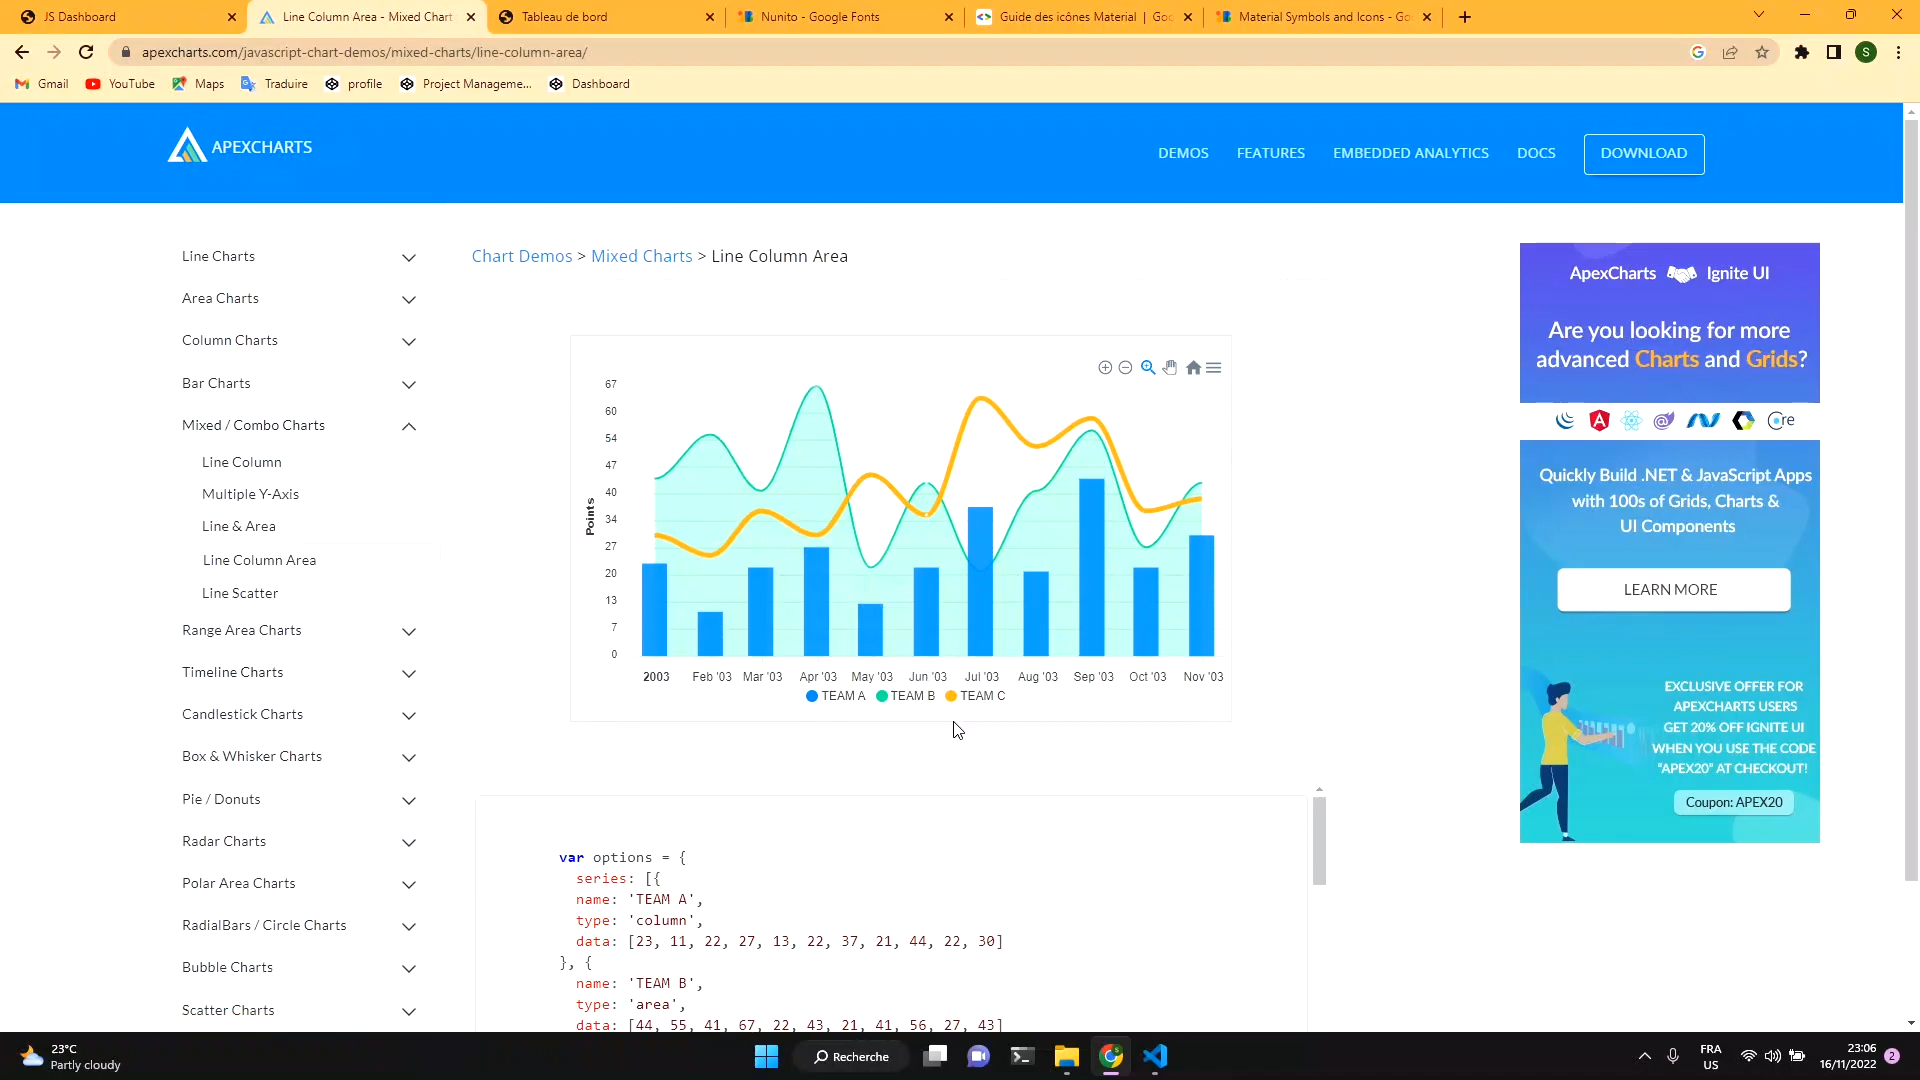 JS Dashboard
Line Column Area - Mixed Chart
Tableau de bord
Nunito - Google Fonts
Guide des icônes Material | Goo
Material Symbols and Icons - Go
apexcharts.com/javascript-chart-demos/mixed-charts/line-column-area/
S
Gmail
YouTube
Maps
Traduire
profile
Project Manageme...
Dashboard
APEXCHARTS
DEMOS
FEATURES
EMBEDDED ANALYTICS
DOCS
DOWNLOAD
Line Charts
Area Charts
Column Charts
Bar Charts
Mixed / Combo Charts
Line Column
Multiple Y-Axis
Line & Area
Line Column Area
Line Scatter
Range Area Charts
Timeline Charts
Candlestick Charts
Box & Whisker Charts
Pie / Donuts
Radar Charts
Polar Area Charts
RadialBars / Circle Charts
Bubble Charts
Scatter Charts
Chart Demos > Mixed Charts > Line Column Area
67
60
54
47
40
34
27
20
13
7
0
Points
2003 Feb '03 Mar '03 Apr '03 May '03 Jun '03 Jul '03 Aug '03 Sep '03 Oct '03 Nov '03
TEAM A TEAM B TEAM C
var options = {
series: [{
name: 'TEAM A',
type: 'column',
data: [23, 11, 22, 27, 13, 22, 37, 21, 44, 22, 30]
}, {
name: 'TEAM B',
type: 'area',
data: [44, 55, 41, 67, 22, 43, 21, 41, 56, 27, 43]
ApexCharts Ignite UI
Are you looking for more
advanced Charts and Grids?
Core
Quickly Build .NET & JavaScript Apps
with 100s of Grids, Charts &
UI Components
LEARN MORE
EXCLUSIVE OFFER FOR
APEXCHARTS USERS
GET 20% OFF IGNITE UI
WHEN YOU USE THE CODE
"APEX20" AT CHECKOUT!
Coupon: APEX20
23°C
Partly cloudy
Recherche
FRA
US
23:06
16/11/2022
2